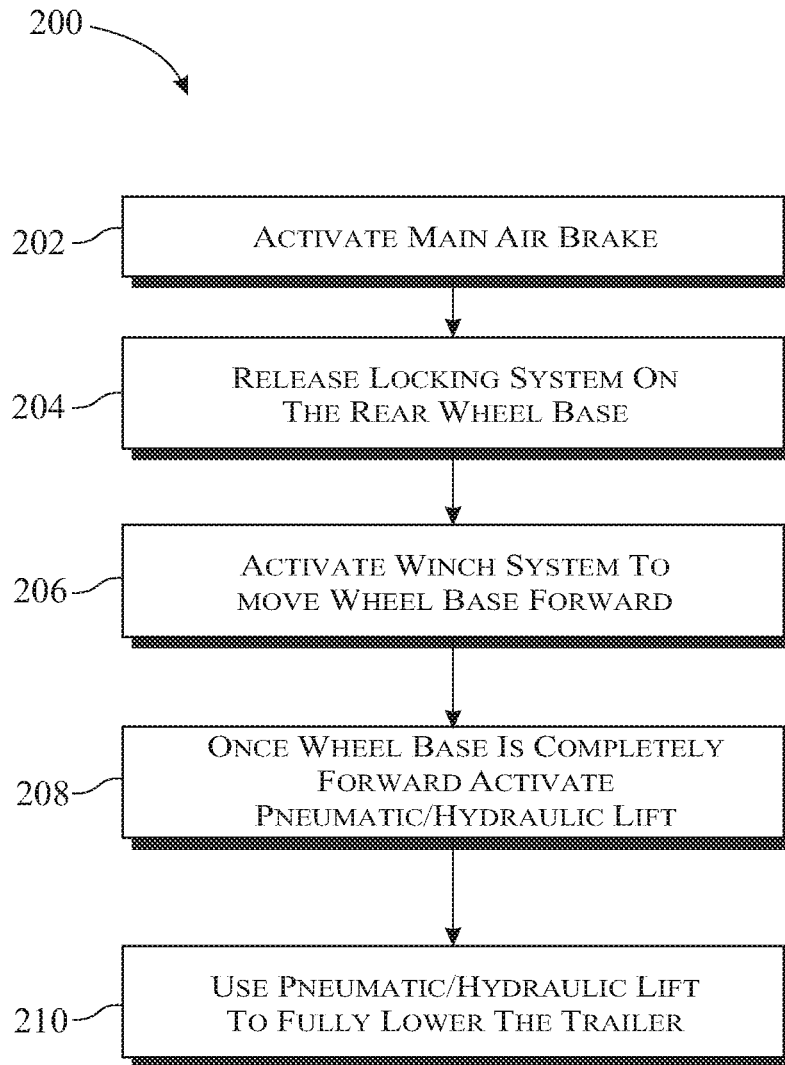 200
202
ACTIVATE MAIN AIR BRAKE
204
RELEASE LOCKING SYSTEM ON
THE REAR WHEEL BASE
206
ACTIVATE WINCH SYSTEM TO
MOVE WHEEL BASE FORWARD
208
ONCE WHEEL BASE IS COMPLETELY
FORWARD ACTIVATE
PNEUMATIC/HYDRAULIC LIFT
210
USE PNEUMATIC/HYDRAULIC LIFT
TO FULLY LOWER THE TRAILER